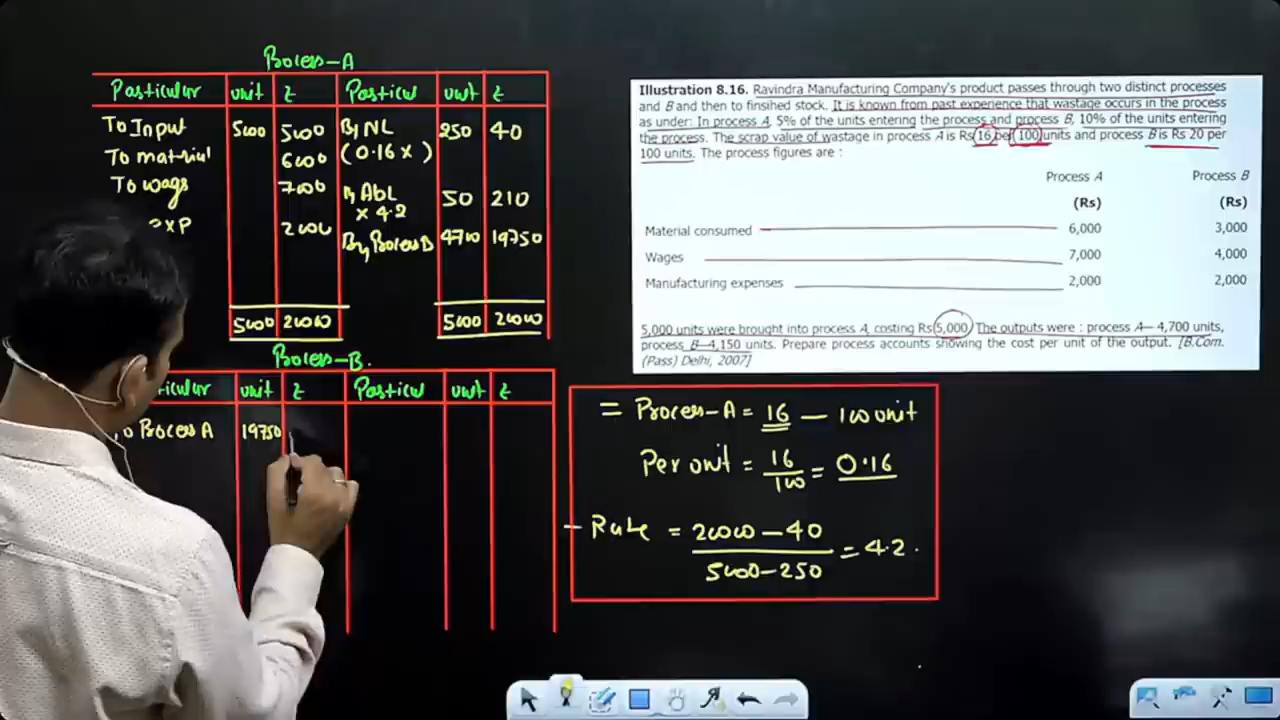 Process-A
Particular unit ₹ Particul unit ₹
To Input 5000 5000 By NL 250 40
To material 6000 (0.16 x )
To wags 7000 By AbL 50 210
x 4.2
exp 2000 By Process B 4700 19750
5000 20000 5000 20000
Process-B.
ticular unit ₹ Particul unit ₹
o Process A 19750
Illustration 8.16. Ravindra Manufacturing Company's product passes through two distinct processes
and B and then to finsihed stock. It is known from past experience that wastage occurs in the process
as under: In process A, 5% of the units entering the process and process B, 10% of the units entering
the process. The scrap value of wastage in process A is Rs 16 per 100 units and process B is Rs 20 per
100 units. The process figures are :
Process A Process B
(Rs) (Rs)
Material consumed 6,000 3,000
Wages 7,000 4,000
Manufacturing expenses 2,000 2,000
5,000 units were brought into process A, costing Rs 5,000 The outputs were : process A— 4,700 units,
process B—4,150 units. Prepare process accounts showing the cost per unit of the output. [B.Com.
(Pass) Delhi, 2007]
= Process-A = 16 — 100 unit
Per unit = 16/100 = 0.16
- Rate = 20000 - 40 / 5000 - 250 = 4.2.